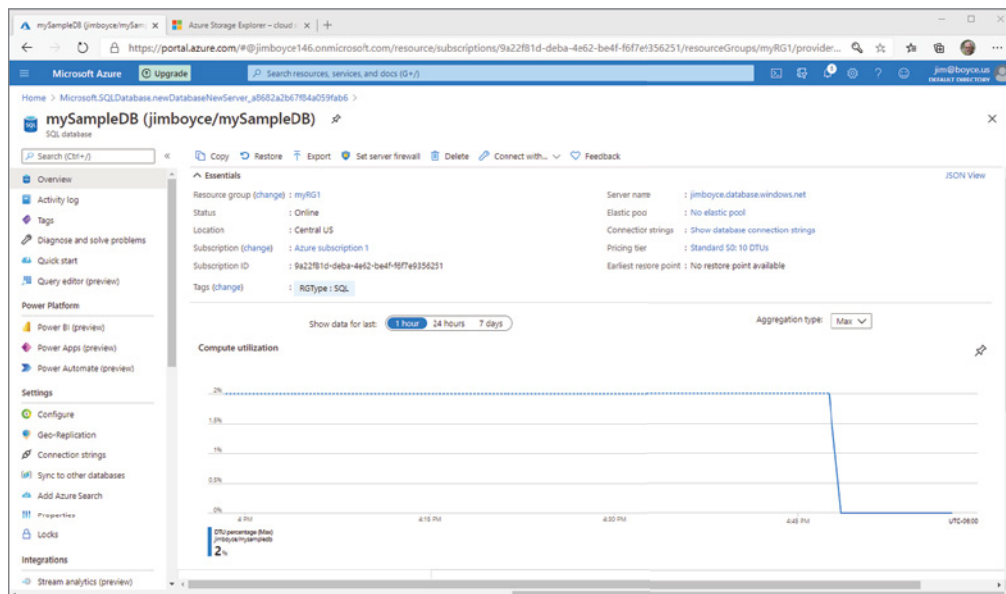 mySampleDB (jimboyce/mySam
Azure Storage Explorer – cloud s
https://portal.azure.com/#@jimboyce146.onmicrosoft.com/resource/subscriptions/9a22f81d-deba-4e62-be4f-f6f7e9356251/resourceGroups/myRG1/provider...
Microsoft Azure
Upgrade
Search resources, services, and docs (G+/)
jim@boyce.us
DEFAULT DIRECTORY
Home > Microsoft.SQLDatabase.newDatabaseNewServer_a8682a2b67f84a059fab6 >
mySampleDB (jimboyce/mySampleDB)
SQL database
Search (Ctrl+/)
Overview
Activity log
Tags
Diagnose and solve problems
Quick start
Query editor (preview)
Power Platform
Power BI (preview)
Power Apps (preview)
Power Automate (preview)
Settings
Configure
Geo-Replication
Connection strings
Sync to other databases
Add Azure Search
Properties
Locks
Integrations
Stream analytics (preview)
Copy Restore Export Set server firewall Delete Connect with... Feedback
Essentials
JSON View
Resource group (change) : myRG1
Status : Online
Location : Central US
Subscription (change) : Azure subscription 1
Subscription ID : 9a22f81d-deba-4e62-be4f-f6f7e9356251
Tags (change) : RGType : SQL
Server name : jimboyce.database.windows.net
Elastic pool : No elastic pool
Connection strings : Show database connection strings
Pricing tier : Standard S0: 10 DTUs
Earliest restore point : No restore point available
Show data for last: 1 hour 24 hours 7 days
Aggregation type: Max
Compute utilization
2%
1.5%
1%
0.5%
0%
4 PM 4:15 PM 4:30 PM 4:45 PM UTC-06:00
DTU percentage (Max)
jimboyce/mysampledb
2%